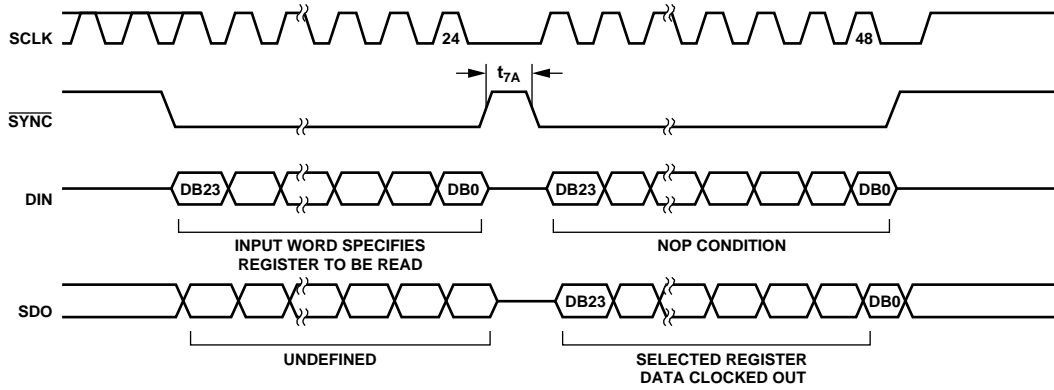 SCLK
24
48
t7A
SYNC
DIN
DB23
DB0
DB23
DB0
INPUT WORD SPECIFIES
REGISTER TO BE READ
NOP CONDITION
SDO
DB23
DB0
UNDEFINED
SELECTED REGISTER
DATA CLOCKED OUT